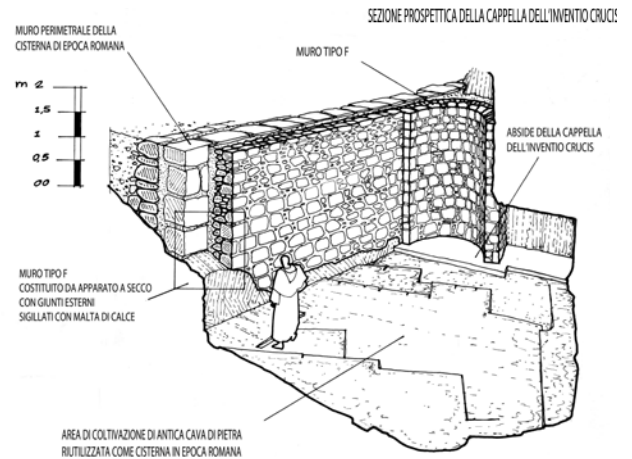 SEZIONE PROSPETTICA DELLA CAPPELLA DELL'INVENTIO CRUCIS
MURO PERIMETRALE DELLA
CISTERNA DI EPOCA ROMANA
MURO TIPO F
m 2
1,5
1
0,5
00
ABSIDE DELLA CAPPELLA
DELL'INVENTIO CRUCIS
MURO TIPO F
COSTITUITO DA APPARATO A SECCO
CON GIUNTI ESTERNI
SIGILLATI CON MALTA DI CALCE
AREA DI COLTIVAZIONE DI ANTICA CAVA DI PIETRA
RIUTILIZZATA COME CISTERNA IN EPOCA ROMANA